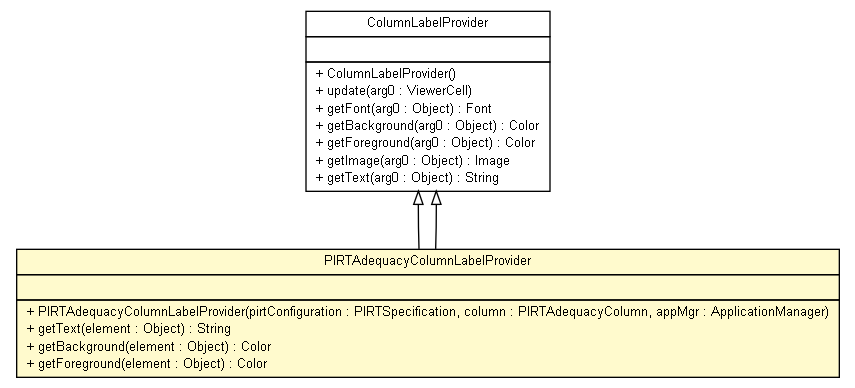 ColumnLabelProvider
+ ColumnLabelProvider()
+ update(arg0 : ViewerCell)
+ getFont(arg0 : Object) : Font
+ getBackground(arg0 : Object) : Color
+ getForeground(arg0 : Object) : Color
+ getImage(arg0 : Object) : Image
+ getText(arg0 : Object) : String
PIRTAdequacyColumnLabelProvider
+ PIRTAdequacyColumnLabelProvider(pirtConfiguration : PIRTSpecification, column : PIRTAdequacyColumn, appMgr : ApplicationManager)
+ getText(element : Object) : String
+ getBackground(element : Object) : Color
+ getForeground(element : Object) : Color